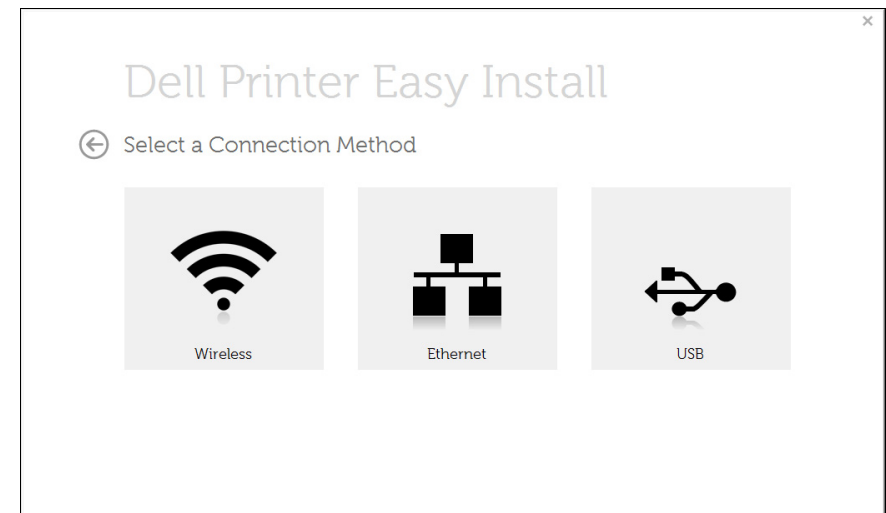 Dell Printer Easy Install
Select a Connection Method
Wireless
Ethernet
USB